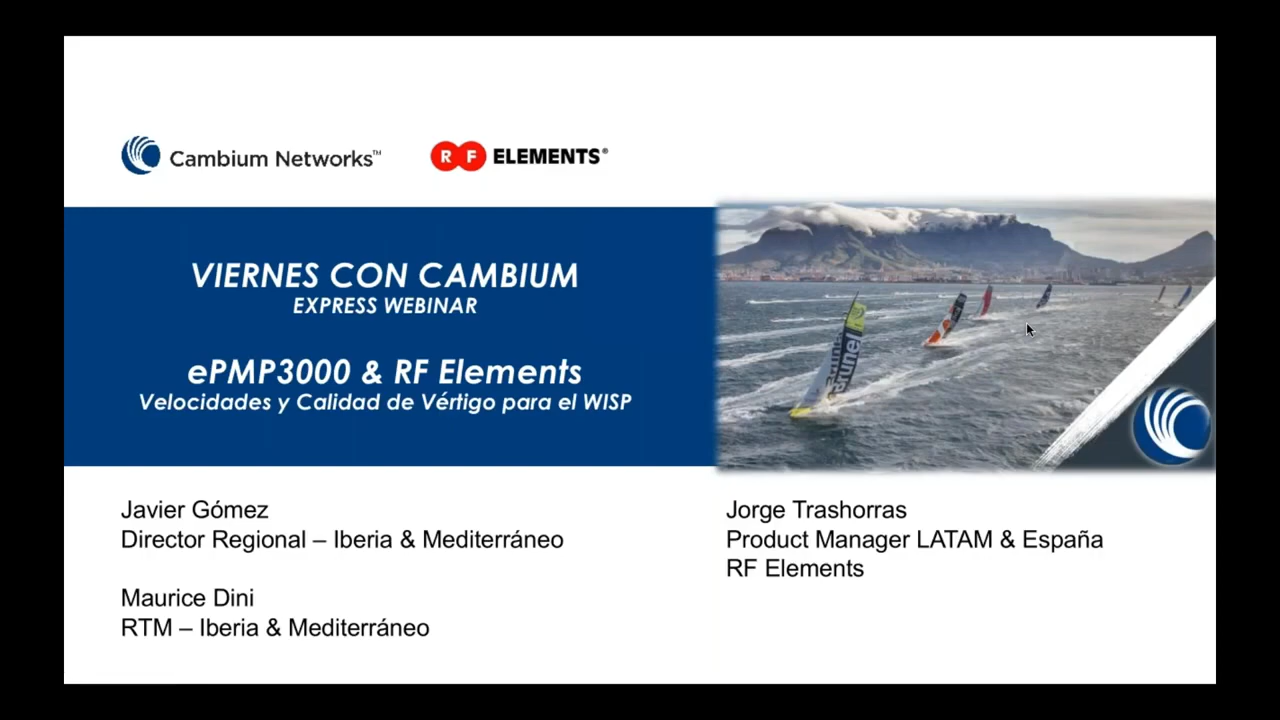 Cambium Networks™
RF ELEMENTS®
VIERNES CON CAMBIUM
EXPRESS WEBINAR
ePMP3000 & RF Elements
Velocidades y Calidad de Vértigo para el WISP
brunel
Javier Gómez
Director Regional – Iberia & Mediterráneo
Maurice Dini
RTM – Iberia & Mediterráneo
Jorge Trashorras
Product Manager LATAM & España
RF Elements